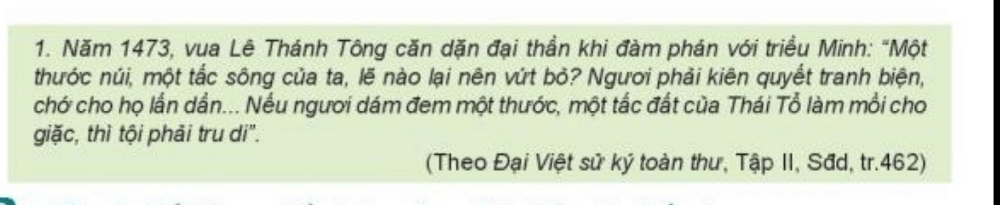 1. Năm 1473, vua Lê Thánh Tông căn dặn đại thần khi đàm phán với triều Minh: “Một
thước núi, một tấc sông của ta, lẽ nào lại nên vứt bỏ? Ngươi phải kiên quyết tranh biện,
chớ cho họ lấn dần... Nếu ngươi dám đem một thước, một tấc đất của Thái Tổ làm mồi cho
giặc, thì tội phải tru di”.
(Theo Đại Việt sử ký toàn thư, Tập II, Sđd, tr.462)